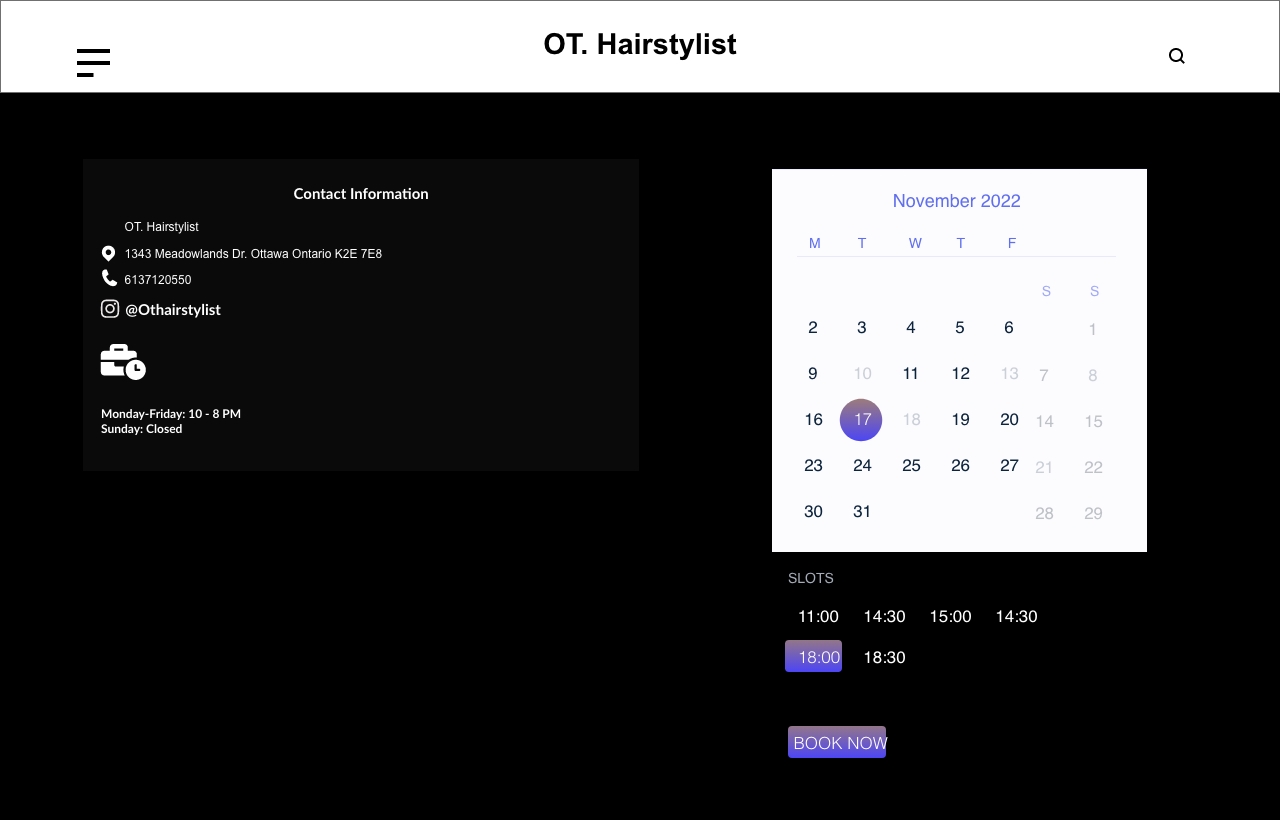 OT. Hairstylist
Contact Information
OT. Hairstylist
1343 Meadowlands Dr. Ottawa Ontario K2E 7E8
6137120550
@Othairstylist
Monday-Friday: 10 - 8 PM
Sunday: Closed
November 2022
M T W T F
S S
2 3 4 5 6 1
9 10 11 12 13 7 8
16 17 18 19 20 14 15
23 24 25 26 27 21 22
30 31 28 29
SLOTS
11:00 14:30 15:00 14:30
18:00 18:30
BOOK NOW